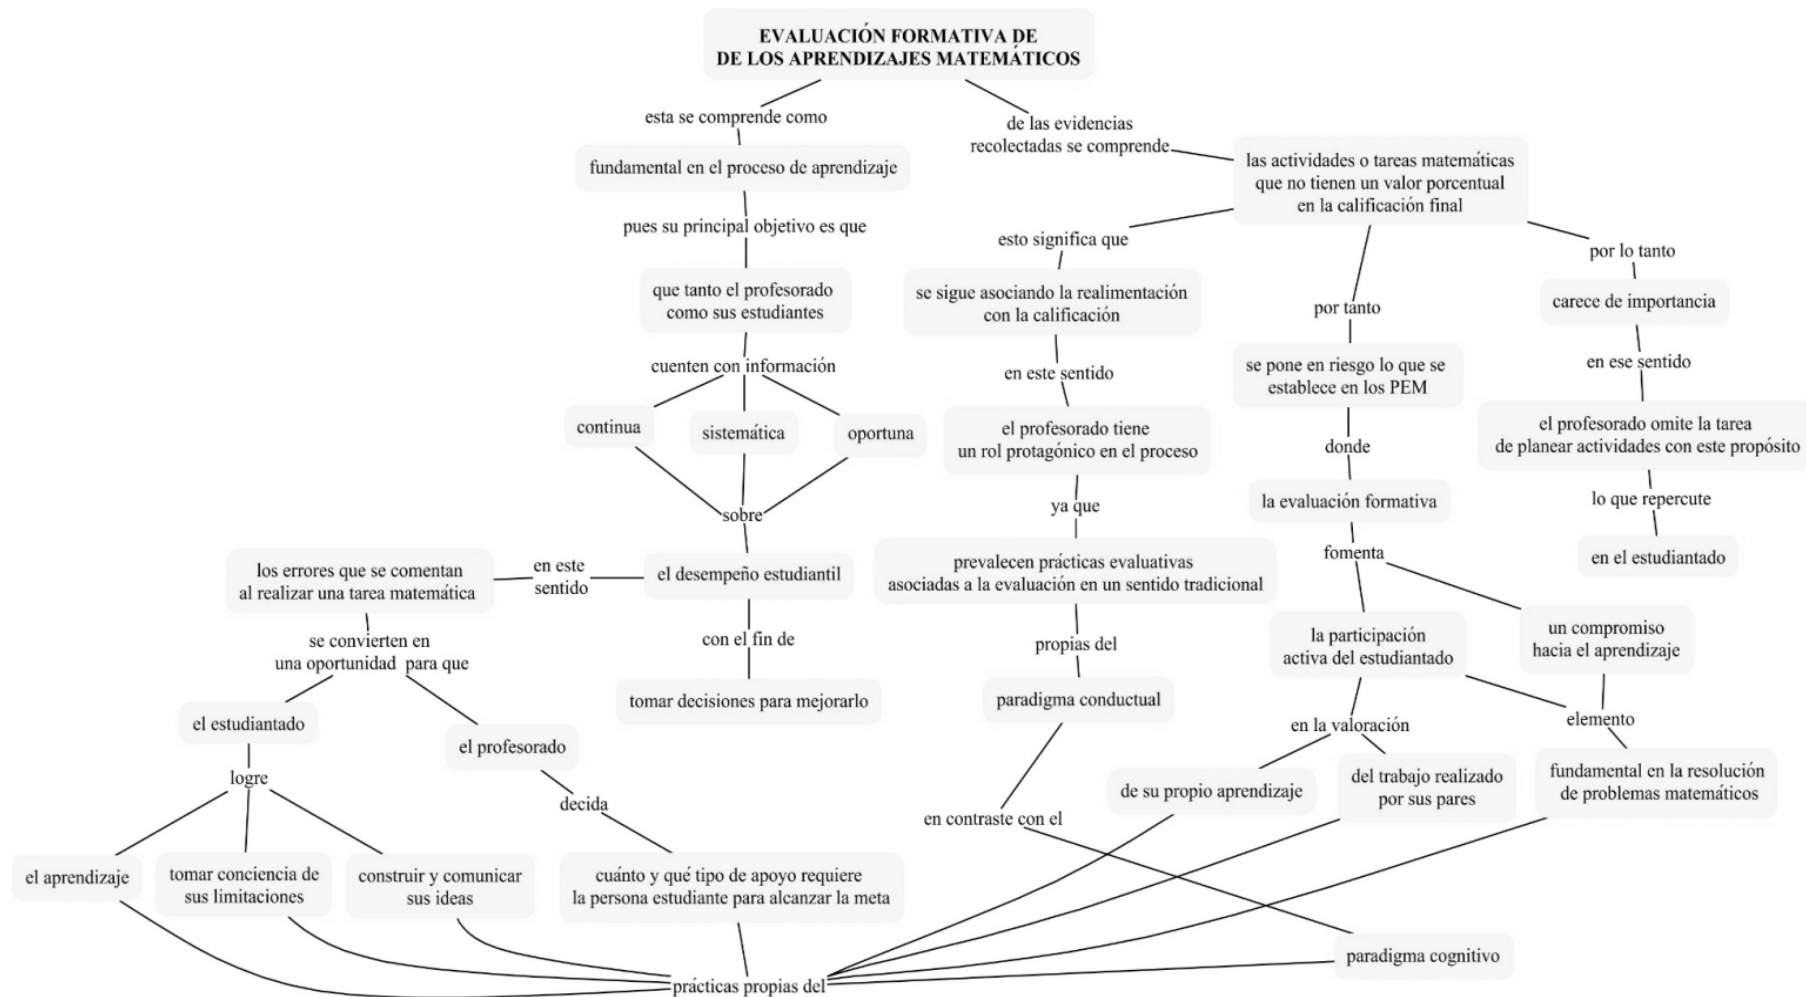 EVALUACIÓN FORMATIVA DE
DE LOS APRENDIZAJES MATEMÁTICOS
esta se comprende como
fundamental en el proceso de aprendizaje
pues su principal objetivo es que
que tanto el profesorado
como sus estudiantes
cuenten con información
continua
sistemática
oportuna
sobre
el desempeño estudiantil
con el fin de
tomar decisiones para mejorarlo
en este
sentido
los errores que se comentan
al realizar una tarea matemática
se convierten en
una oportunidad para que
el estudiantado
logre
el aprendizaje
tomar conciencia de
sus limitaciones
construir y comunicar
sus ideas
el profesorado
decida
cuánto y qué tipo de apoyo requiere
la persona estudiante para alcanzar la meta
de las evidencias
recolectadas se comprende
las actividades o tareas matemáticas
que no tienen un valor porcentual
en la calificación final
esto significa que
se sigue asociando la realimentación
con la calificación
en este sentido
el profesorado tiene
un rol protagónico en el proceso
ya que
prevalecen prácticas evaluativas
asociadas a la evaluación en un sentido tradicional
propias del
paradigma conductual
en contraste con el
paradigma cognitivo
por tanto
se pone en riesgo lo que se
establece en los PEM
donde
la evaluación formativa
fomenta
la participación
activa del estudiantado
un compromiso
hacia el aprendizaje
en la valoración
de su propio aprendizaje
del trabajo realizado
por sus pares
elemento
fundamental en la resolución
de problemas matemáticos
por lo tanto
carece de importancia
en ese sentido
el profesorado omite la tarea
de planear actividades con este propósito
lo que repercute
en el estudiantado
prácticas propias del